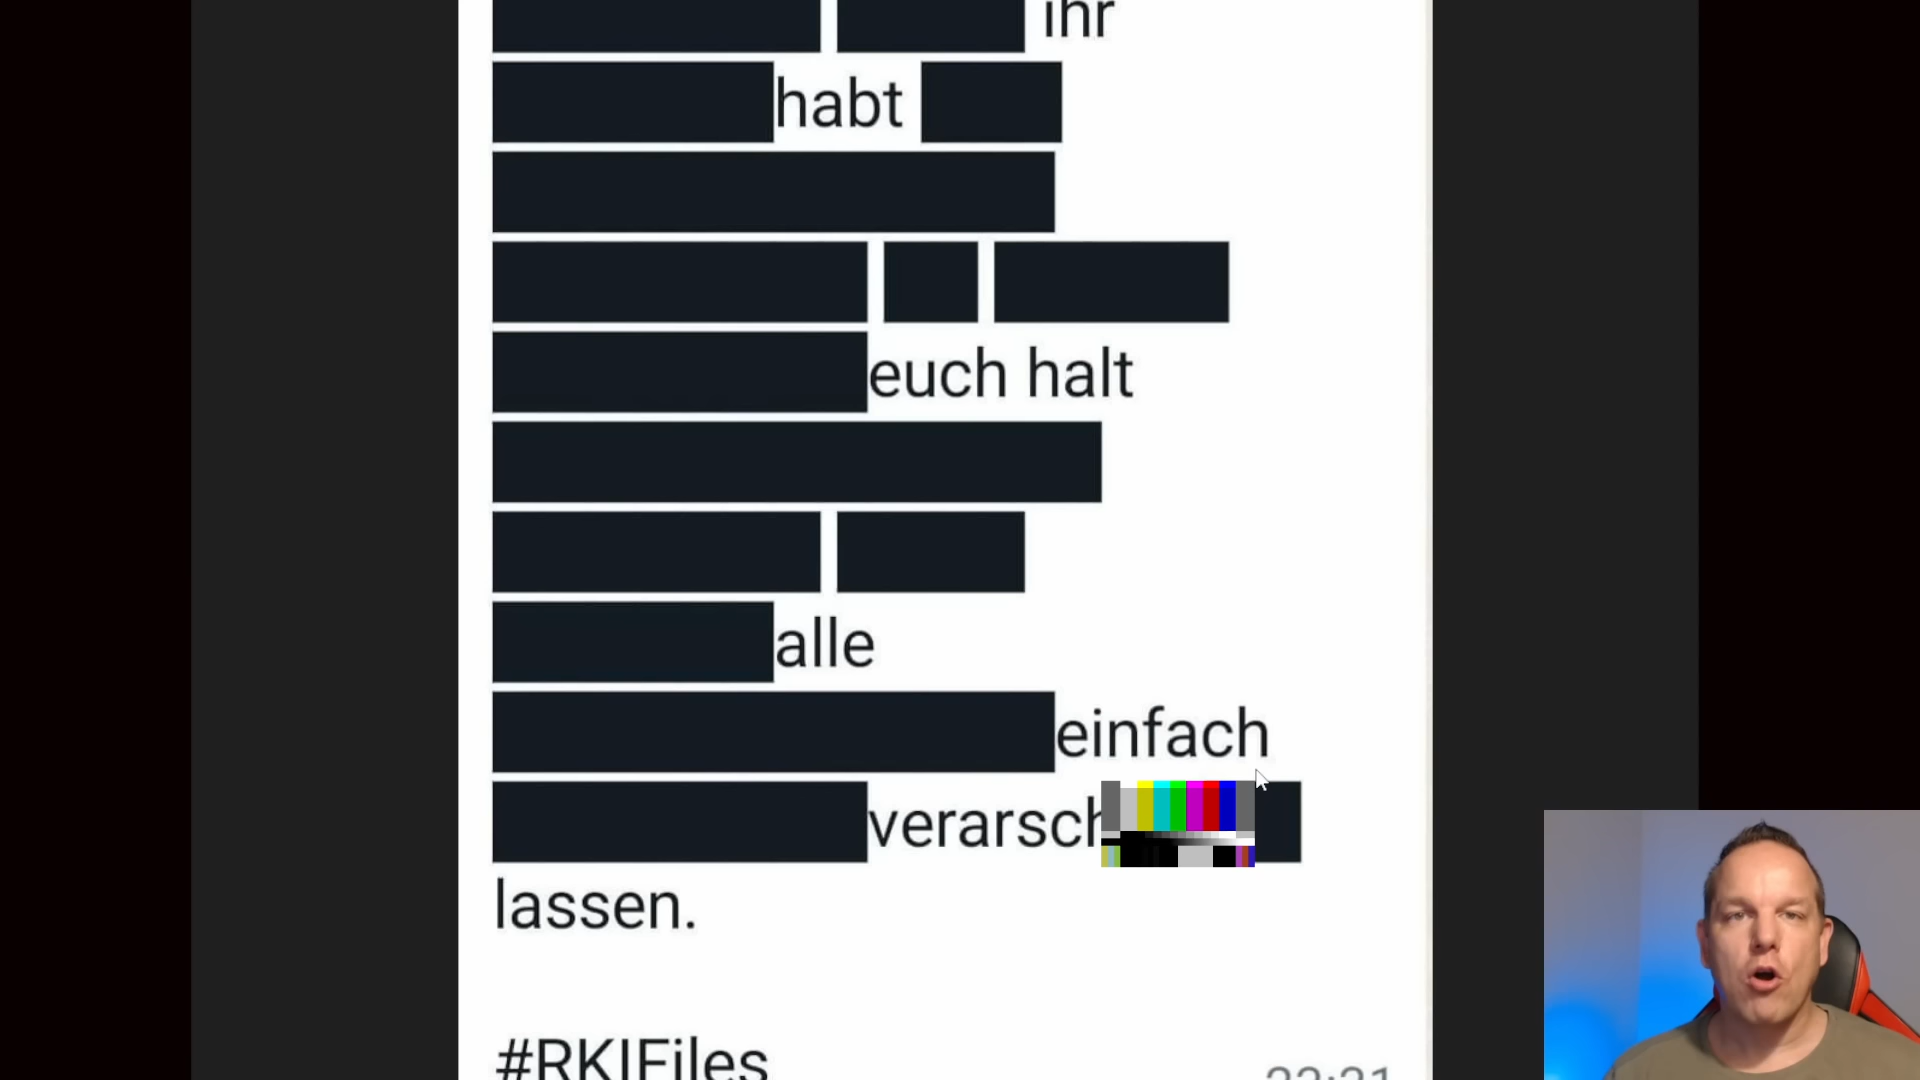 ihr
habt
euch halt
alle
einfach
verarsch
lassen.
#RKIFiles